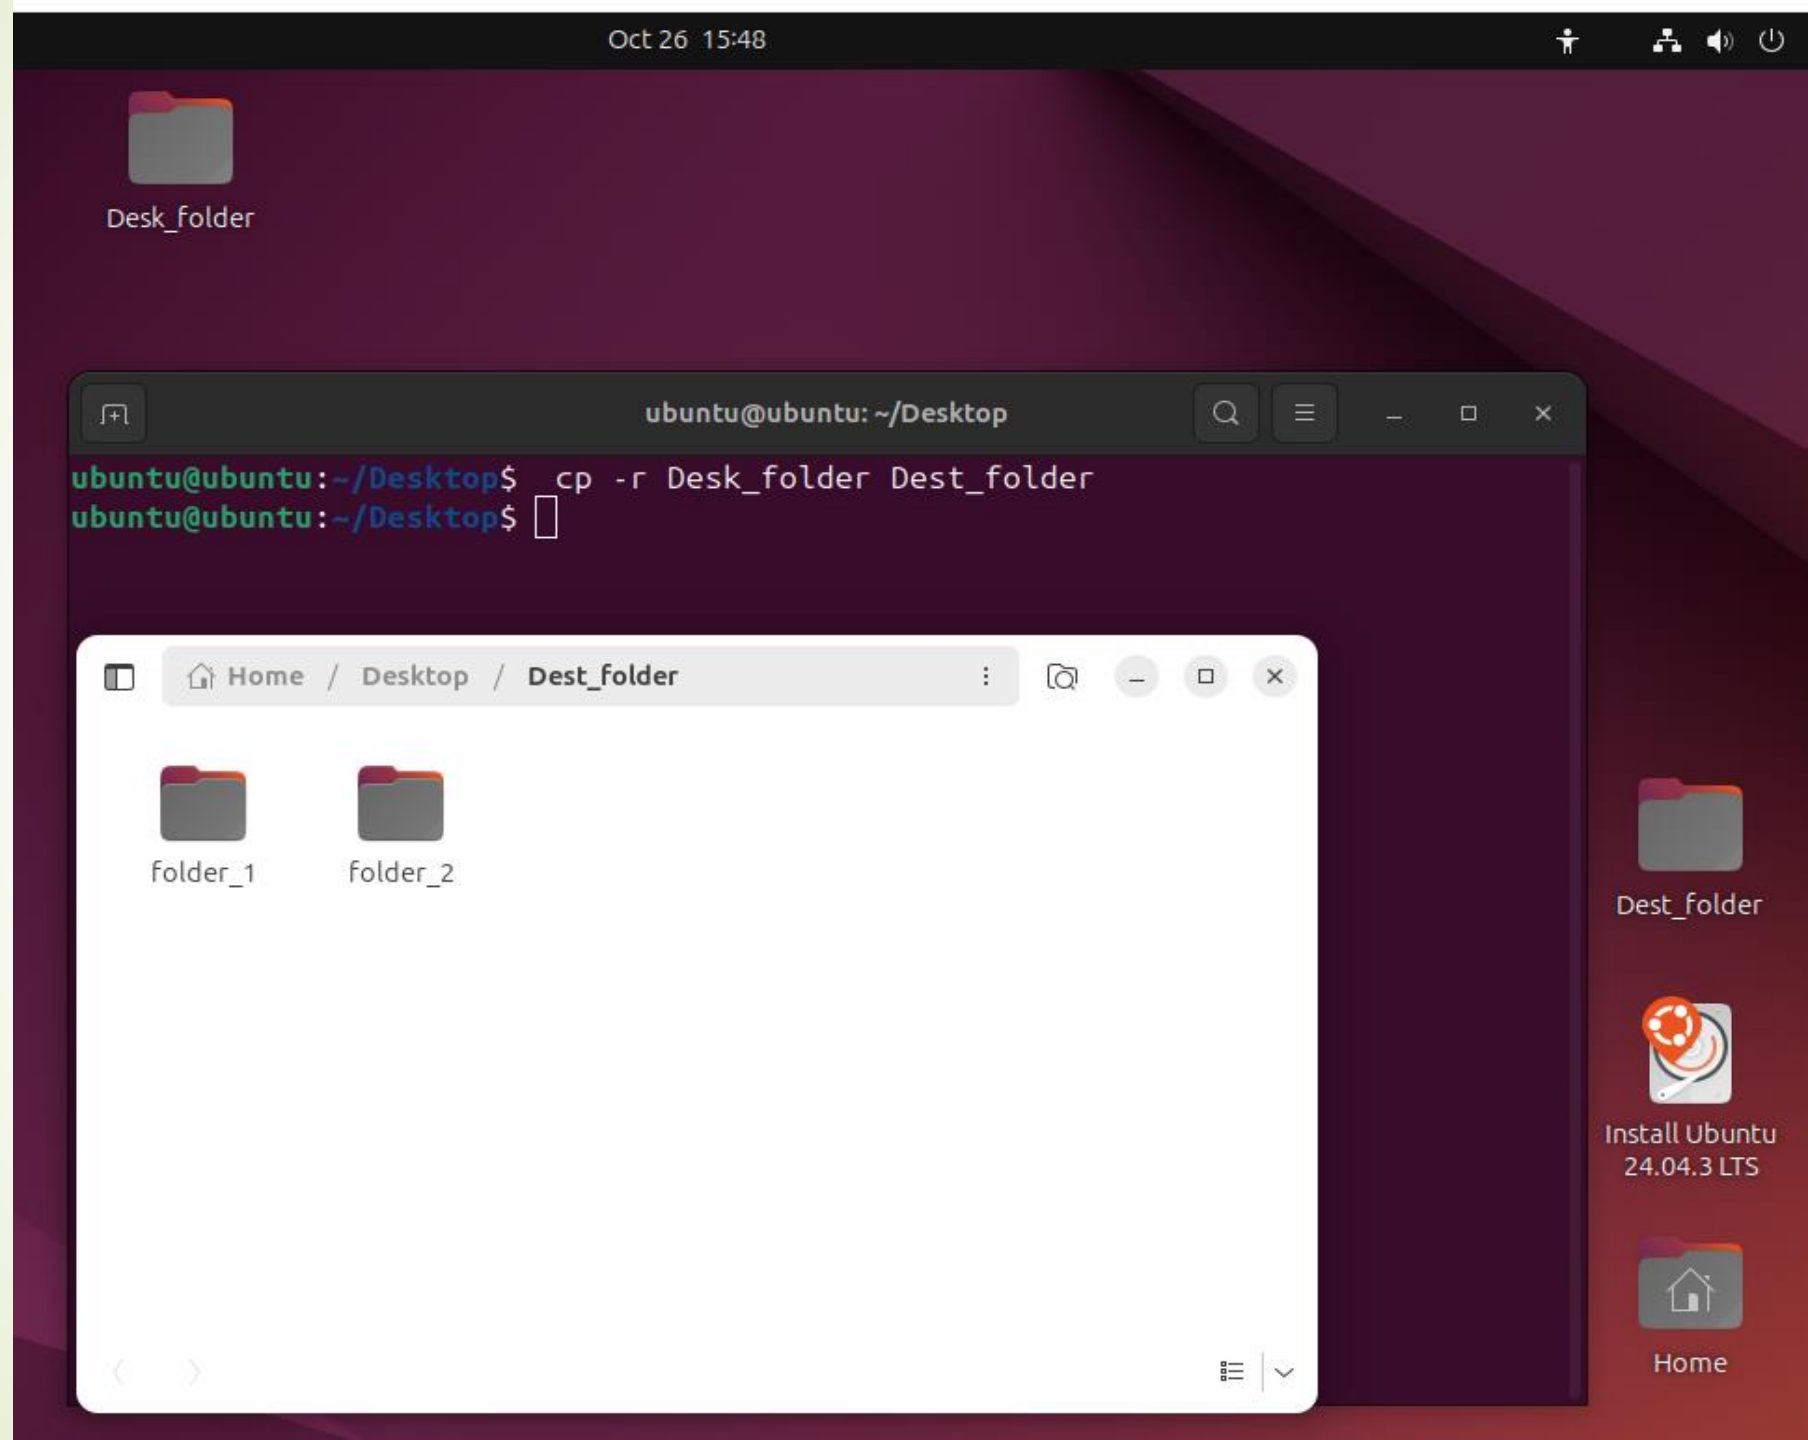 Oct 26 15:48
Desk_folder
ubuntu@ubuntu: ~/Desktop
ubuntu@ubuntu:~/Desktop$  cp -r Desk_folder Dest_folder
ubuntu@ubuntu:~/Desktop$
Home / Desktop / Dest_folder
folder_1
folder_2
Dest_folder
Install Ubuntu
24.04.3 LTS
Home